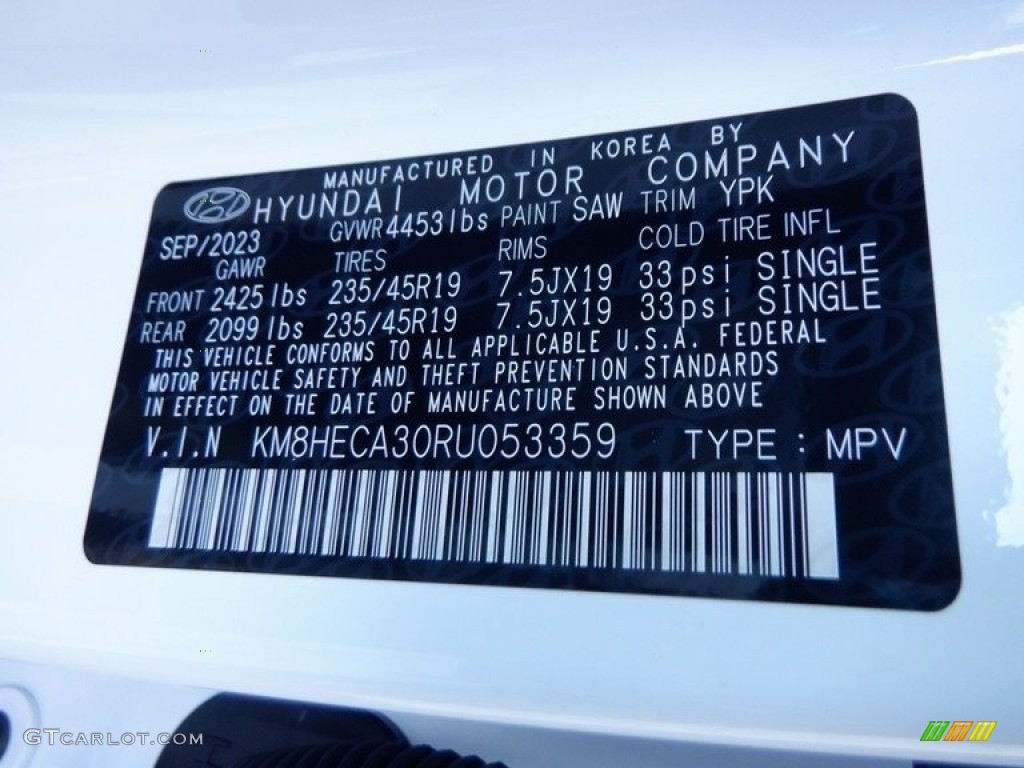 MANUFACTURED IN KOREA BY
HYUNDAI MOTOR COMPANY
SEP/2023 GVWR 4453 lbs PAINT SAW TRIM YPK
GAWR TIRES RIMS COLD TIRE INFL
FRONT 2425 lbs 235/45R19 7.5JX19 33psi SINGLE
REAR 2099 lbs 235/45R19 7.5JX19 33psi SINGLE
THIS VEHICLE CONFORMS TO ALL APPLICABLE U.S.A. FEDERAL
MOTOR VEHICLE SAFETY AND THEFT PREVENTION STANDARDS
IN EFFECT ON THE DATE OF MANUFACTURE SHOWN ABOVE
V.I.N KM8HECA30RU053359 TYPE : MPV
GTCARLOT.COM